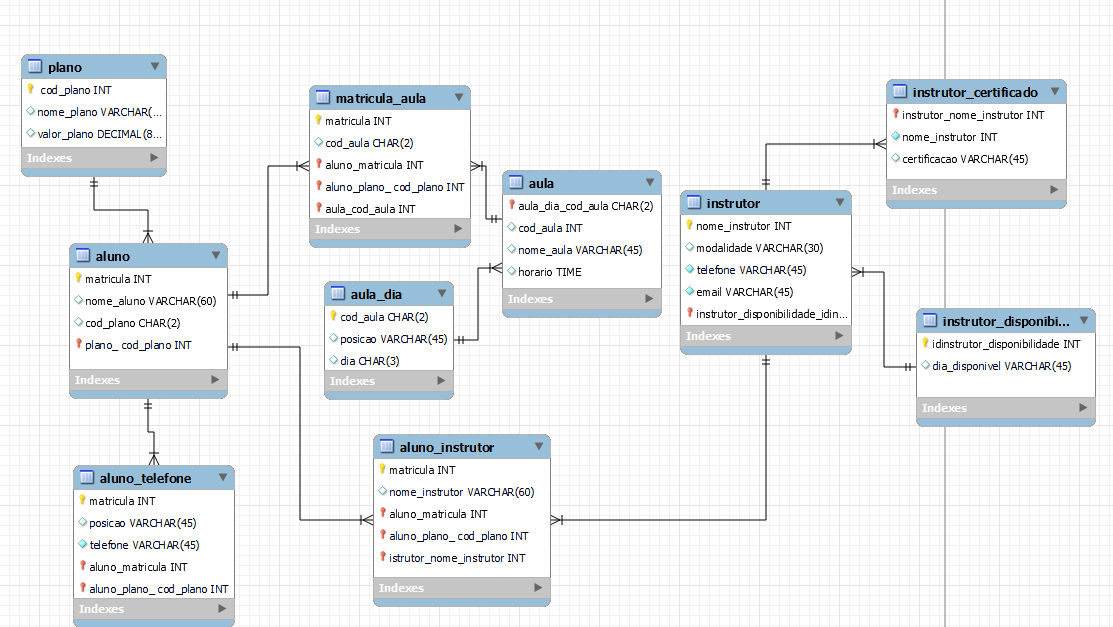 plano
cod_plano INT
nome_plano VARCHAR(...
valor_plano DECIMAL(8...
Indexes
matricula_aula
matricula INT
cod_aula CHAR(2)
aluno_matricula INT
aluno_plano_ cod_plano INT
aula_cod_aula INT
Indexes
aula
aula_dia_cod_aula CHAR(2)
cod_aula INT
nome_aula VARCHAR(45)
horario TIME
Indexes
instrutor_certificado
instrutor_nome_instrutor INT
nome_instrutor INT
certificacao VARCHAR(45)
Indexes
instrutor
nome_instrutor INT
modalidade VARCHAR(30)
telefone VARCHAR(45)
email VARCHAR(45)
instrutor_disponibilidade_idin...
Indexes
aluno
matricula INT
nome_aluno VARCHAR(60)
cod_plano CHAR(2)
plano_ cod_plano INT
Indexes
aula_dia
cod_aula CHAR(2)
posicao VARCHAR(45)
dia CHAR(3)
Indexes
instrutor_disponibi...
idinstrutor_disponibilidade INT
dia_disponivel VARCHAR(45)
Indexes
aluno_telefone
matricula INT
posicao VARCHAR(45)
telefone VARCHAR(45)
aluno_matricula INT
aluno_plano_ cod_plano INT
Indexes
aluno_instrutor
matricula INT
nome_instrutor VARCHAR(60)
aluno_matricula INT
aluno_plano_ cod_plano INT
istrutor_nome_instrutor INT
Indexes